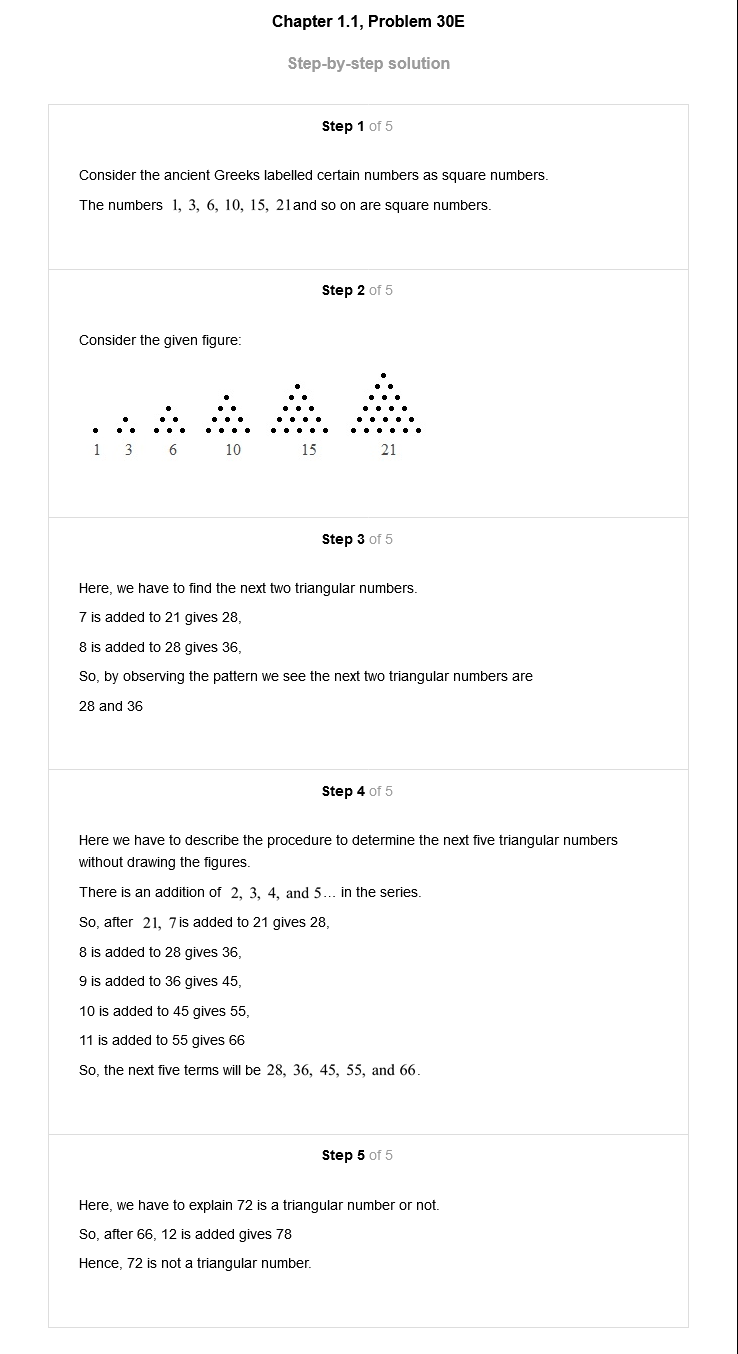 Chapter 1.1, Problem 30E
Step-by-step solution
Step 1 of 5
Consider the ancient Greeks labelled certain numbers as square numbers.
The numbers 1, 3, 6, 10, 15, 21and so on are square numbers.
Step 2 of 5
Consider the given figure:
1 3 6 10 15 21
Step 3 of 5
Here, we have to find the next two triangular numbers.
7 is added to 21 gives 28,
8 is added to 28 gives 36,
So, by observing the pattern we see the next two triangular numbers are
28 and 36
Step 4 of 5
Here we have to describe the procedure to determine the next five triangular numbers
without drawing the figures.
There is an addition of 2, 3, 4, and 5… in the series.
So, after 21, 7is added to 21 gives 28,
8 is added to 28 gives 36,
9 is added to 36 gives 45,
10 is added to 45 gives 55,
11 is added to 55 gives 66
So, the next five terms will be 28, 36, 45, 55, and 66.
Step 5 of 5
Here, we have to explain 72 is a triangular number or not.
So, after 66, 12 is added gives 78
Hence, 72 is not a triangular number.